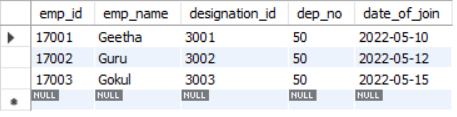 emp_id emp_name designation_id dep_no date_of_join
17001 Geetha 3001 50 2022-05-10
17002 Guru 3002 50 2022-05-12
17003 Gokul 3003 50 2022-05-15
NULL NULL NULL NULL NULL